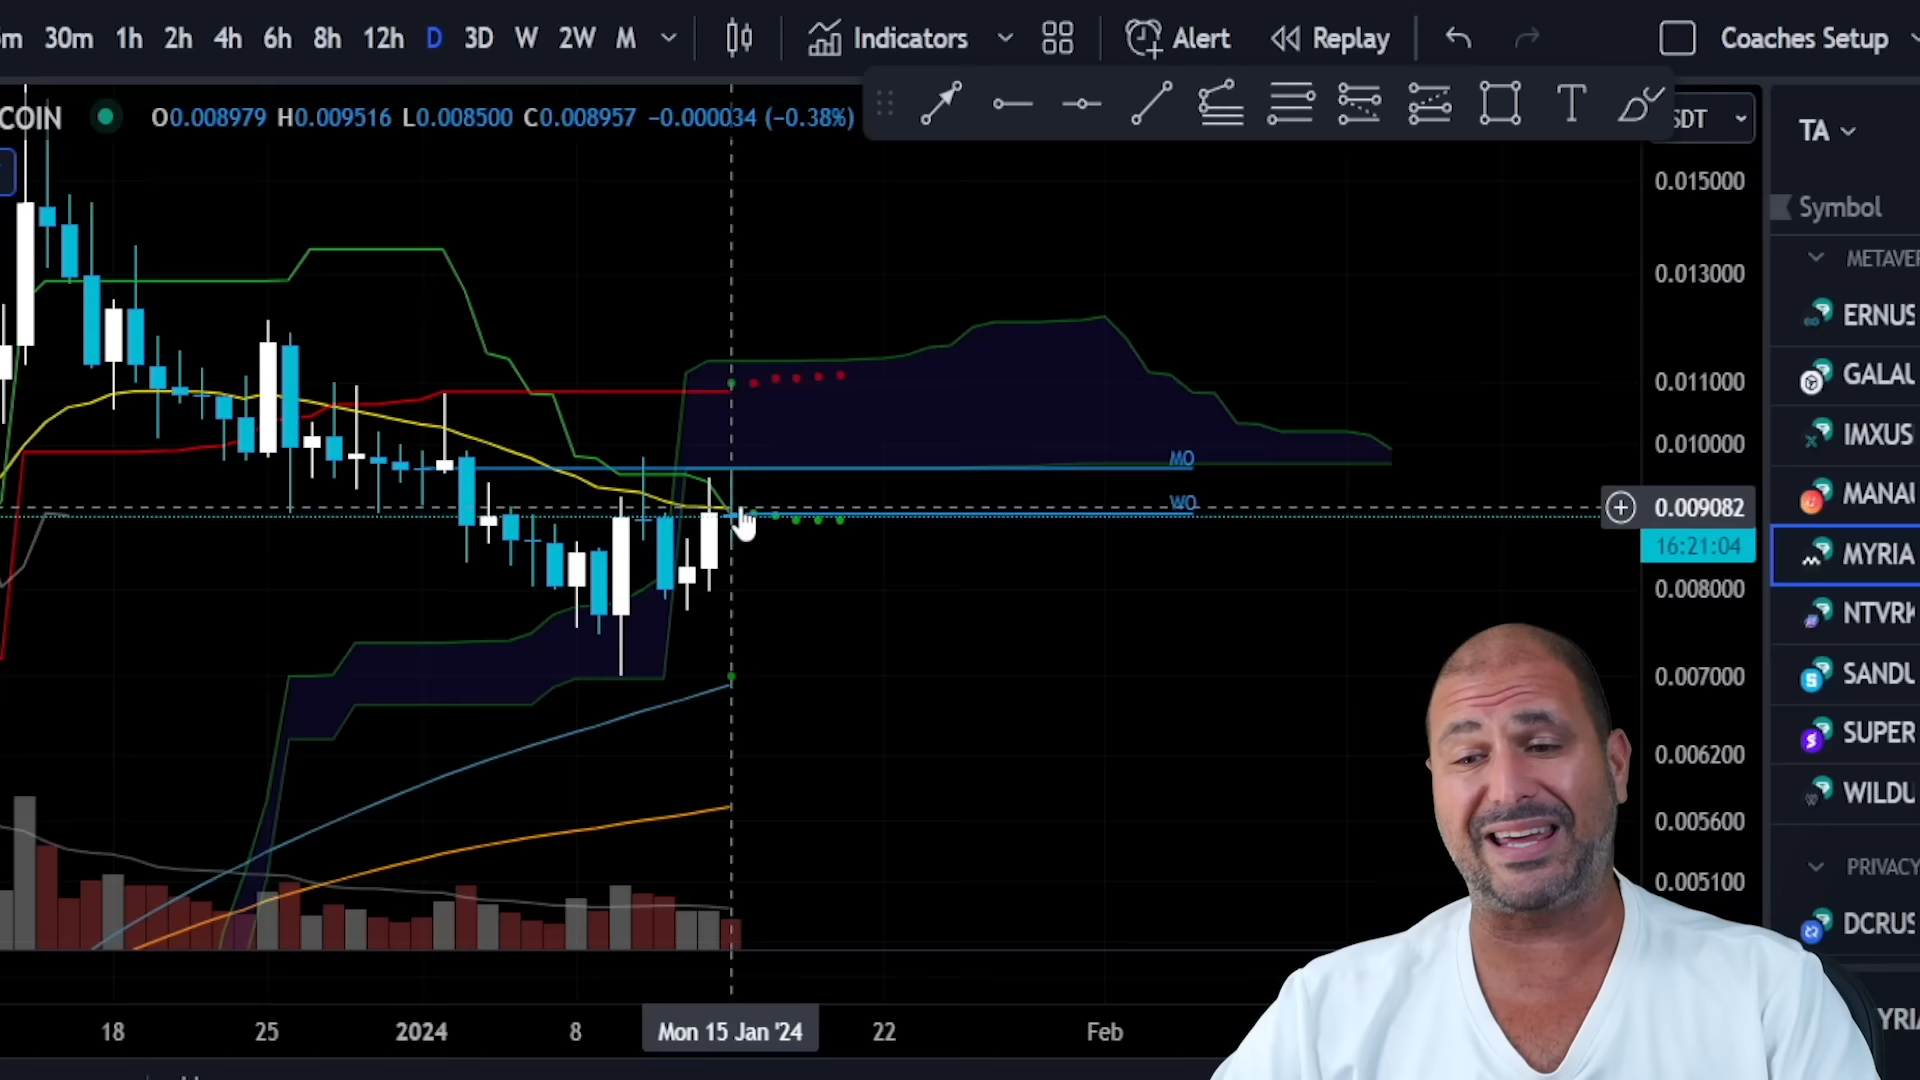 30m 1h 2h 4h 6h 8h 12h D 3D W 2W M Indicators Alert Replay Coaches Setup
COIN O0.008979 H0.009516 L0.008500 C0.008957 −0.000034 (−0.38%)
TA
Symbol
0.015000
0.013000
0.011000
0.010000
0.009082
16:21:04
0.008000
0.007000
0.006200
0.005600
0.005100
MO
WO
METAVER
ERNUS
GALAU
IMXUS
MANAU
MYRIA
NTVRK
SANDU
SUPER
WILDU
PRIVACY
DCRUS
YRIA
18 25 2024 8 Mon 15 Jan '24 22 Feb